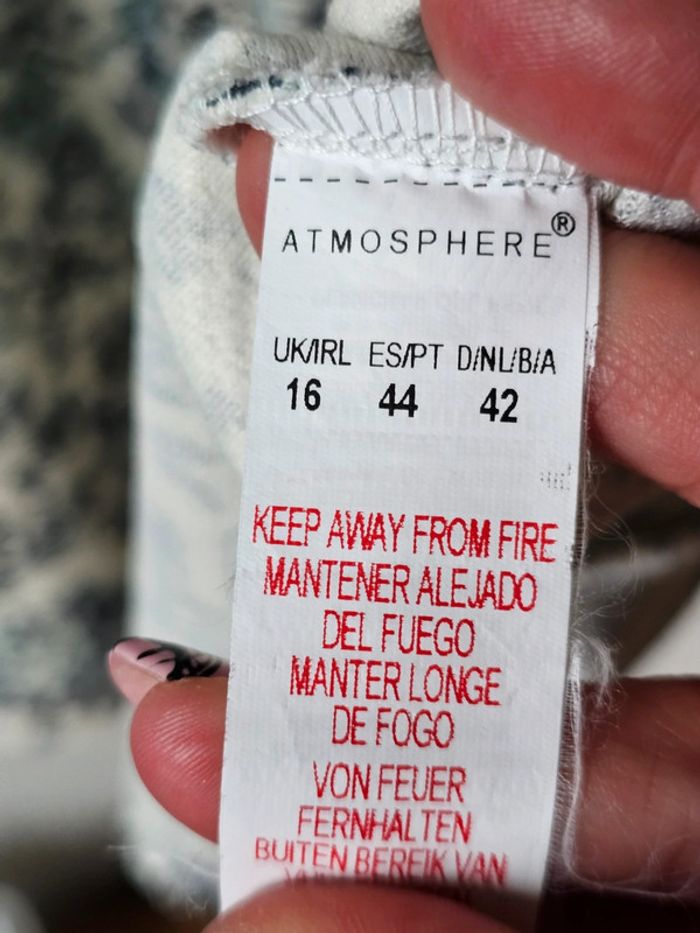 ATMOSPHERE®
UK/IRL ES/PT D/NL/B/A
16 44 42
KEEP AWAY FROM FIRE
MANTENER ALEJADO
DEL FUEGO
MANTER LONGE
DE FOGO
VON FEUER
FERNHALTEN
BUITEN BEREIK VAN